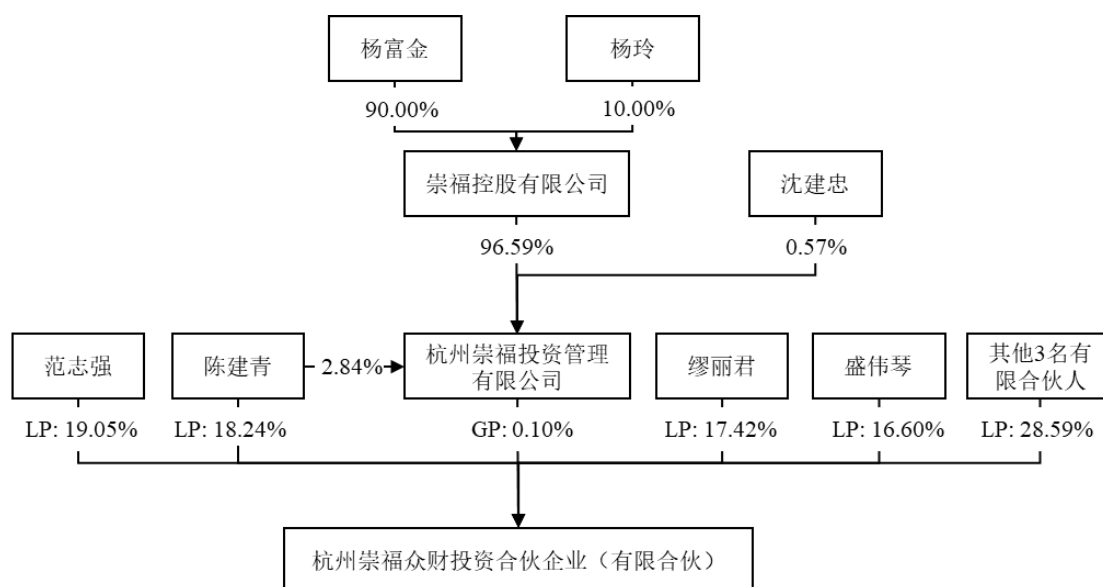 杨富金
杨玲
90.00%
10.00%
崇福控股有限公司
沈建忠
96.59%
0.57%
范志强
陈建青
2.84%
杭州崇福投资管理
有限公司
缪丽君
盛伟琴
其他3名有
限合伙人
LP: 19.05%
LP: 18.24%
GP: 0.10%
LP: 17.42%
LP: 16.60%
LP: 28.59%
杭州崇福众财投资合伙企业（有限合伙）